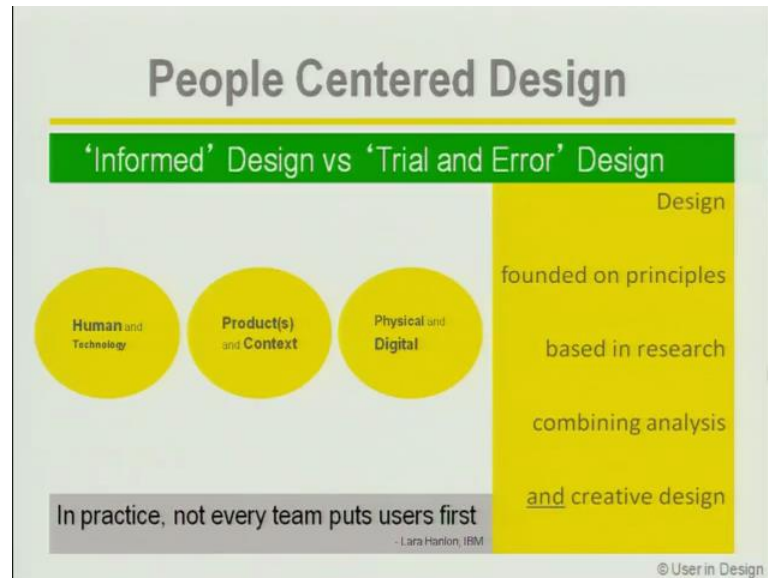 People Centered Design
‘Informed’ Design vs ‘Trial and Error’ Design
Human and
Technology
Product(s)
and Context
Physical and
Digital
Design
founded on principles
based in research
combining analysis
and creative design
In practice, not every team puts users first
- Lara Hanlon, IBM
© User in Design